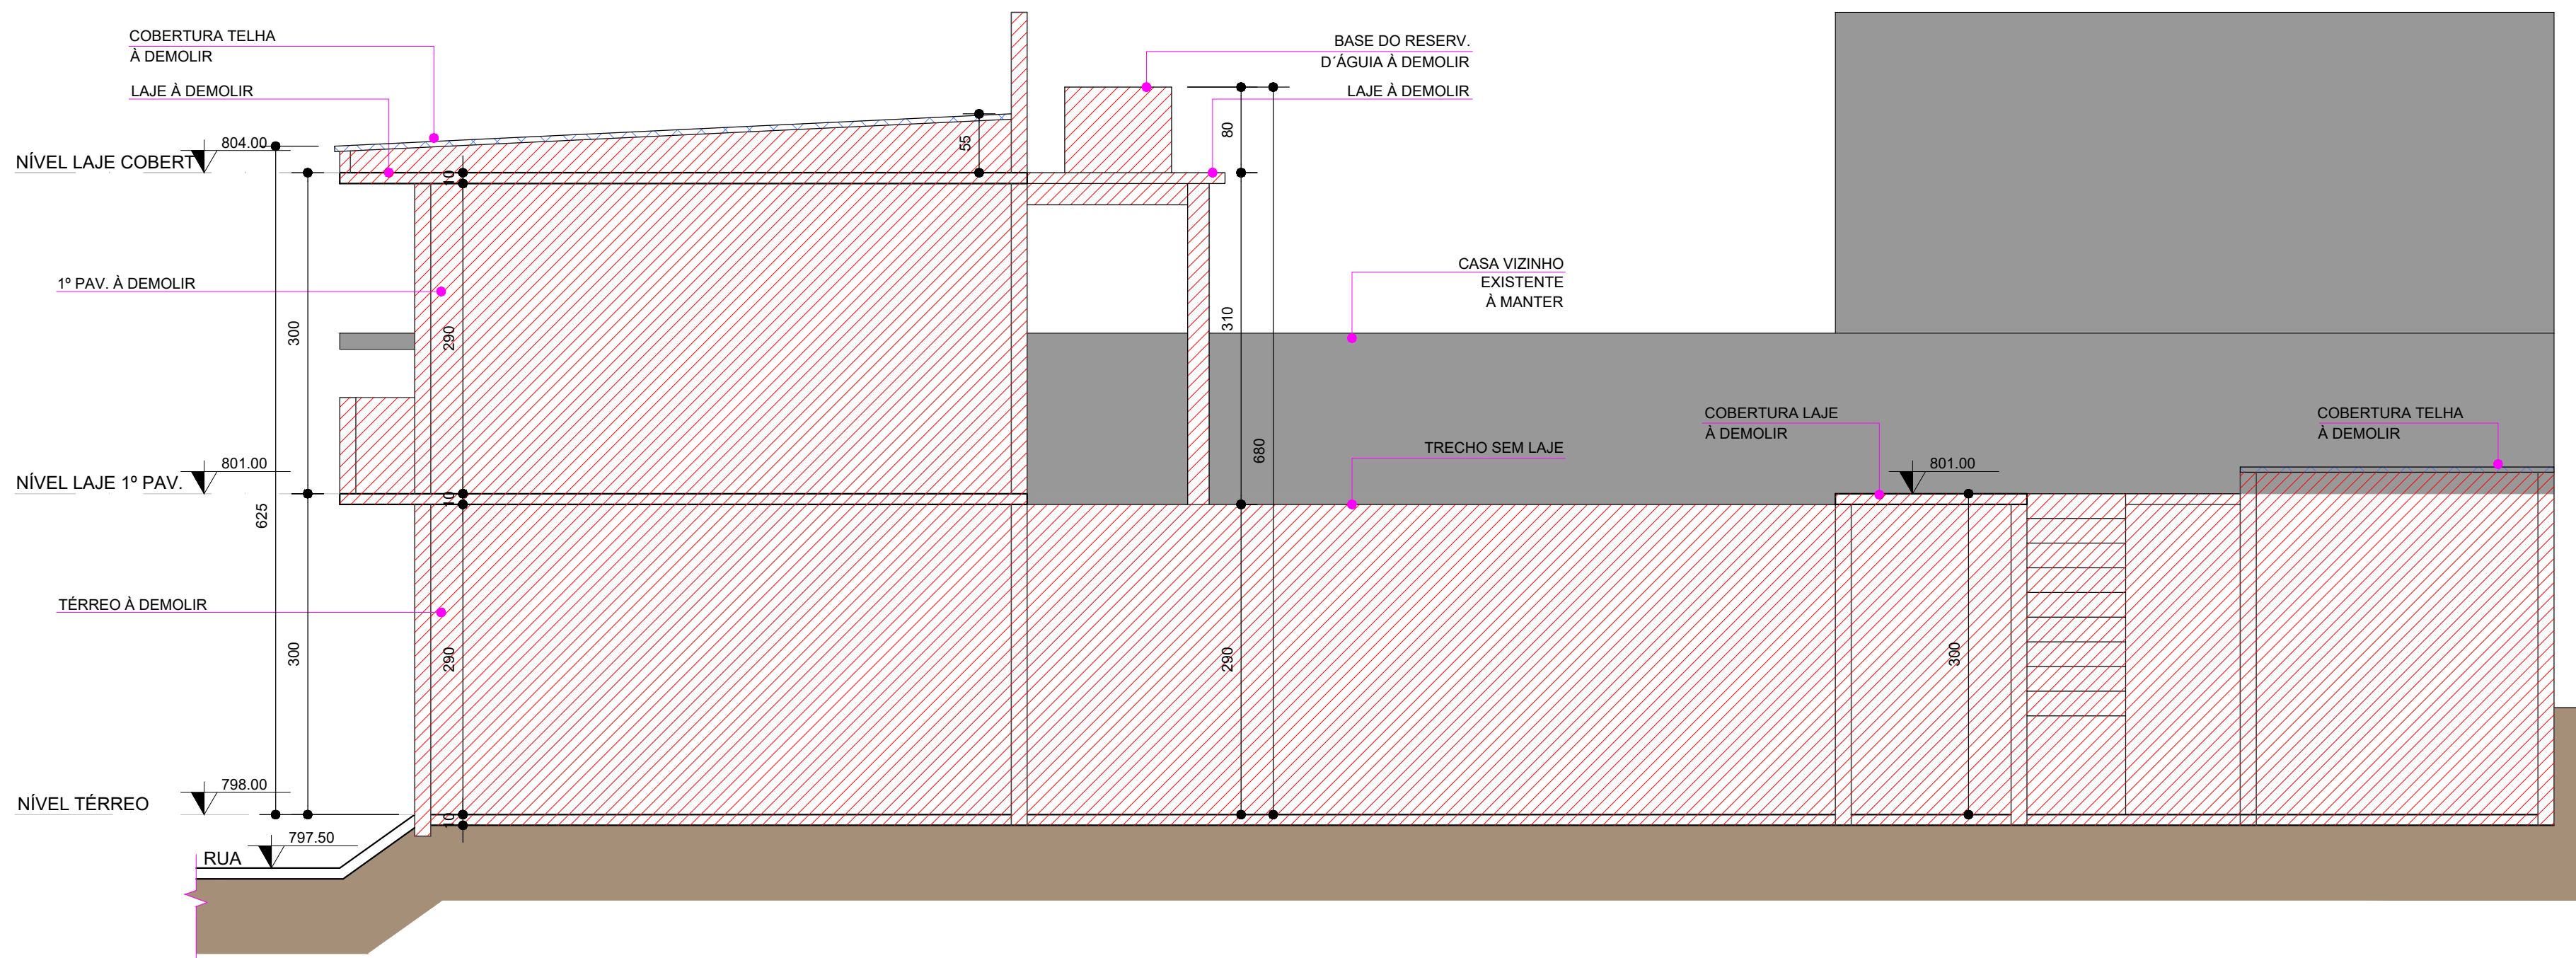 COBERTURA TELHA
À DEMOLIR
LAJE À DEMOLIR
BASE DO RESERV.
D´ÁGUIA À DEMOLIR
LAJE À DEMOLIR
804.00
NÍVEL LAJE COBERT
55
80
10
1º PAV. À DEMOLIR
CASA VIZINHO
EXISTENTE
À MANTER
300
290
310
COBERTURA LAJE
À DEMOLIR
COBERTURA TELHA
À DEMOLIR
TRECHO SEM LAJE
680
801.00
NÍVEL LAJE 1º PAV.
801.00
625
10
TÉRREO À DEMOLIR
300
290
290
300
798.00
NÍVEL TÉRREO
10
797.50
RUA